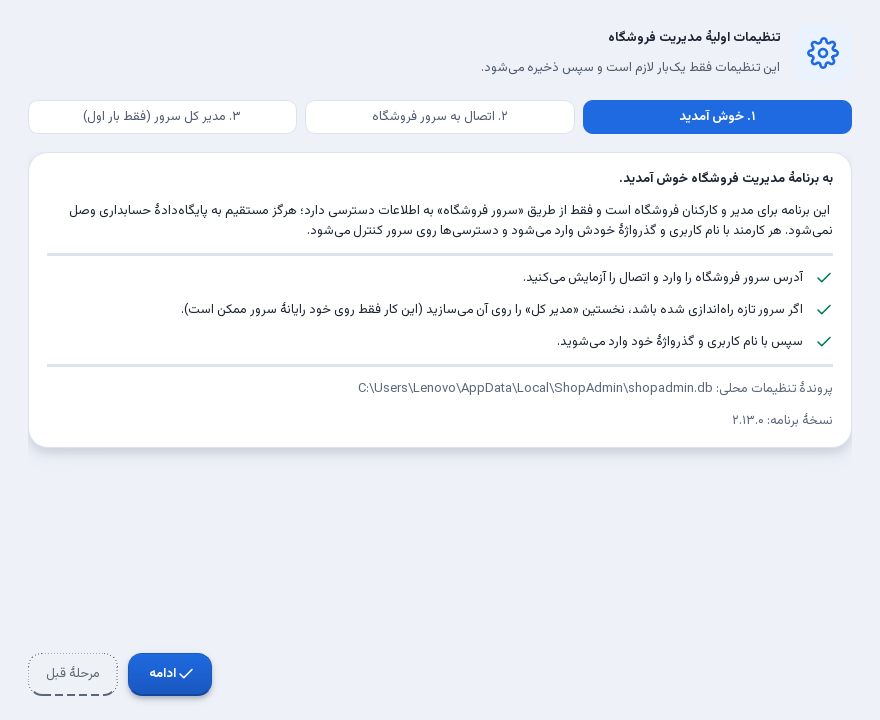 تنظیمات اولیهٔ مدیریت فروشگاه
این تنظیمات فقط یک‌بار لازم است و سپس ذخیره می‌شود.
۱. خوش آمدید
۲. اتصال به سرور فروشگاه
۳. مدیر کل سرور (فقط بار اول)
به برنامهٔ مدیریت فروشگاه خوش آمدید.
این برنامه برای مدیر و کارکنان فروشگاه است و فقط از طریق «سرور فروشگاه» به اطلاعات دسترسی دارد؛ هرگز مستقیم به پایگاه‌دادهٔ حسابداری وصل
نمی‌شود. هر کارمند با نام کاربری و گذرواژهٔ خودش وارد می‌شود و دسترسی‌ها روی سرور کنترل می‌شود.
آدرس سرور فروشگاه را وارد و اتصال را آزمایش می‌کنید.
اگر سرور تازه راه‌اندازی شده باشد، نخستین «مدیر کل» را روی آن می‌سازید (این کار فقط روی خود رایانهٔ سرور ممکن است).
سپس با نام کاربری و گذرواژهٔ خود وارد می‌شوید.
پروندهٔ تنظیمات محلی: C:\Users\Lenovo\AppData\Local\ShopAdmin\shopadmin.db
نسخهٔ برنامه: ۲.۱۳.۰
ادامه
مرحلهٔ قبل